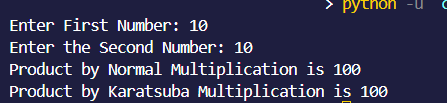 > python -u
Enter First Number: 10
Enter the Second Number: 10
Product by Normal Multiplication is 100
Product by Karatsuba Multiplication is 100